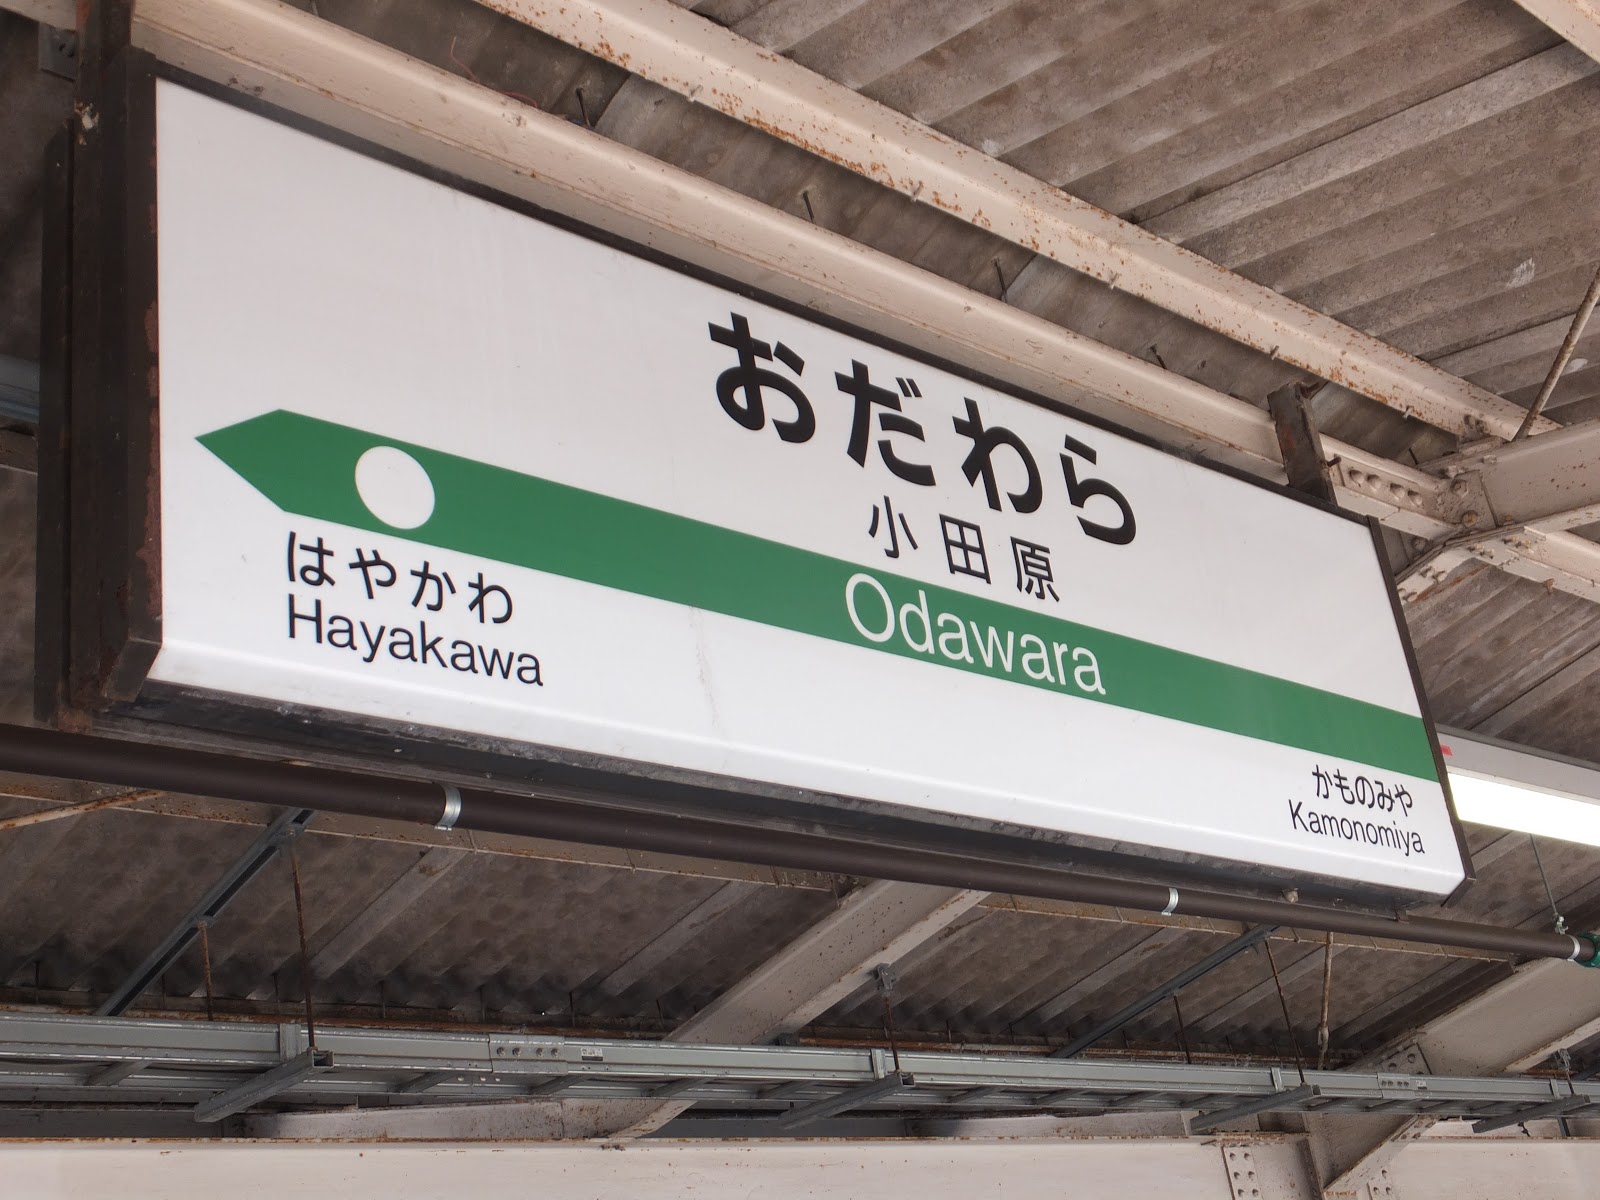 おだわら
小田原
Odawara
はやかわ
Hayakawa
かものみや
Kamonomiya